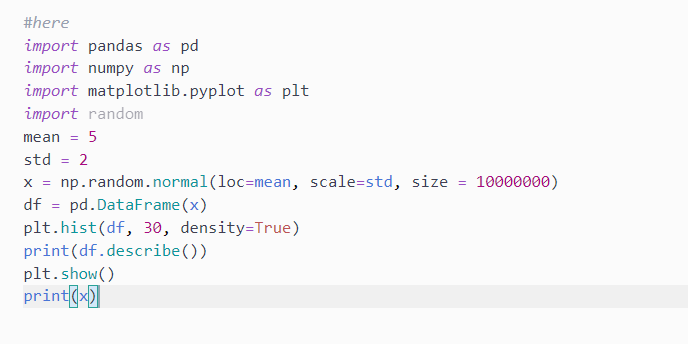 #here
import pandas as pd
import numpy as np
import matplotlib.pyplot as plt
import random
mean = 5
std = 2
x = np.random.normal(loc=mean, scale=std, size = 10000000)
df = pd.DataFrame(x)
plt.hist(df, 30, density=True)
print(df.describe())
plt.show()
print(x)